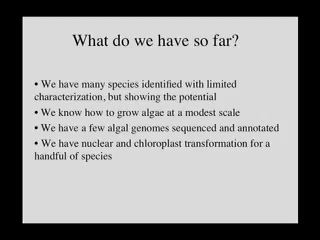 What do we have so far?
• We have many species identified with limited
characterization, but showing the potential
• We know how to grow algae at a modest scale
• We have a few algal genomes sequenced and annotated
• We have nuclear and chloroplast transformation for a
handful of species